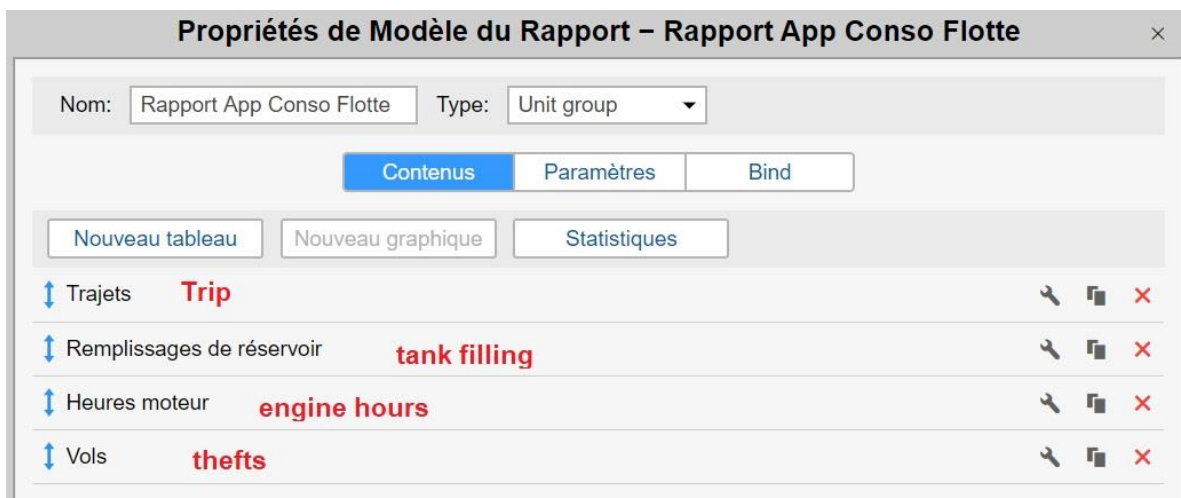 Propriétés de Modèle du Rapport – Rapport App Conso Flotte ×
Nom: Rapport App Conso Flotte Type: Unit group
Contenus Paramètres Bind
Nouveau tableau Nouveau graphique Statistiques
Trajets Trip
Remplissages de réservoir tank filling
Heures moteur engine hours
Vols thefts